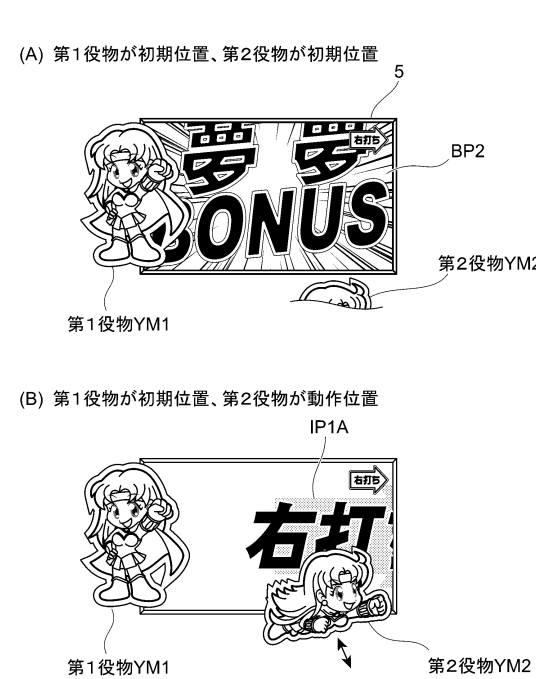 (A) 第１役物が初期位置、第２役物が初期位置
5
夢 夢
右打ち
BONUS
BP2
第２役物YM2
第１役物YM1
(B) 第１役物が初期位置、第２役物が動作位置
IP1A
右打ち
右打
第１役物YM1
第２役物YM2